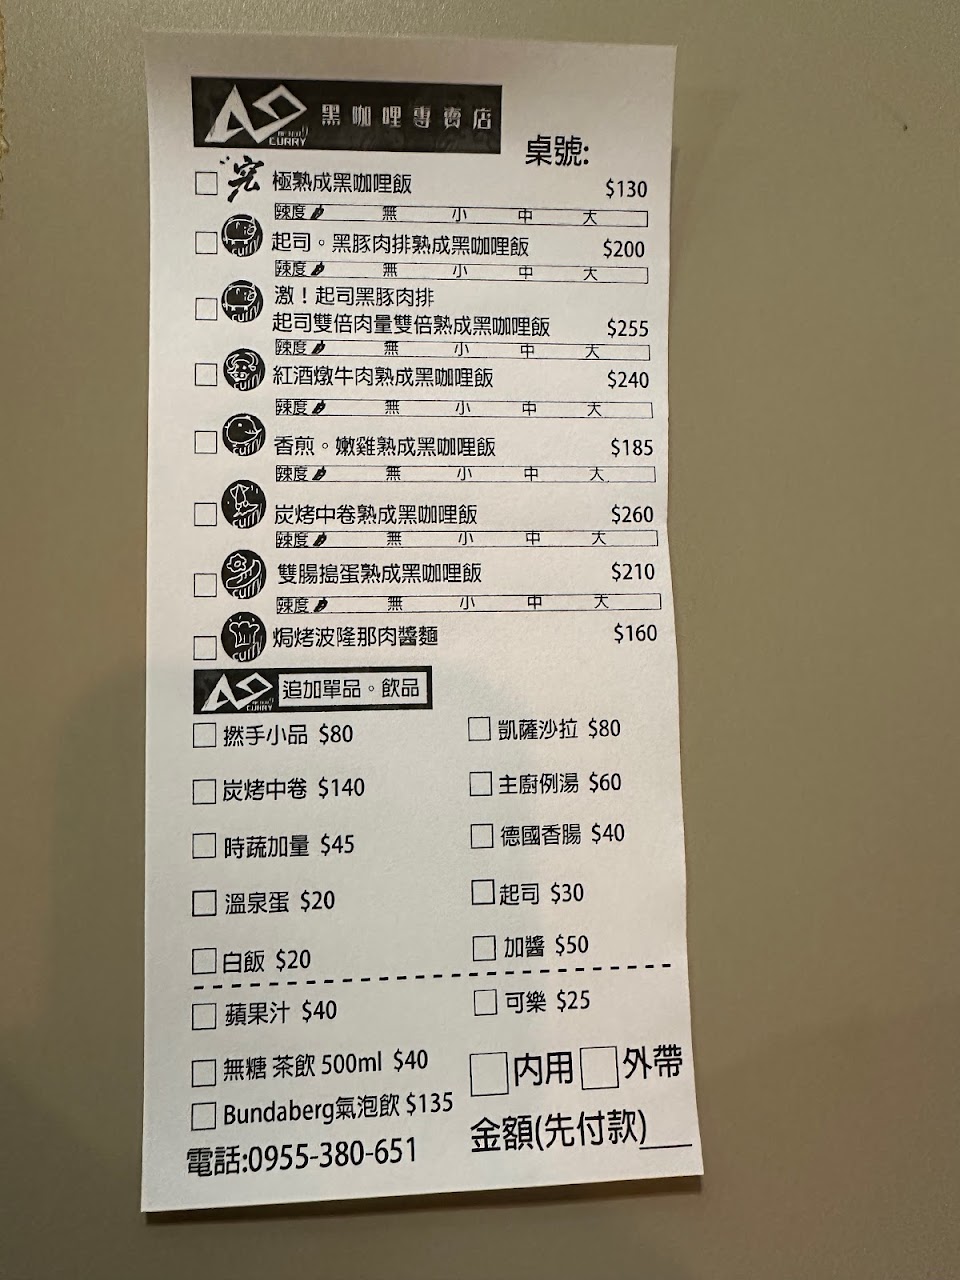 CURRY 黑咖哩專賣店
桌號:
極熟成黑咖哩飯 $130
辣度 無 小 中 大
起司。黑豚肉排熟成黑咖哩飯 $200
辣度 無 小 中 大
激！起司黑豚肉排
起司雙倍肉量雙倍熟成黑咖哩飯 $255
辣度 無 小 中 大
紅酒燉牛肉熟成黑咖哩飯 $240
辣度 無 小 中 大
香煎。嫩雞熟成黑咖哩飯 $185
辣度 無 小 中 大
炭烤中卷熟成黑咖哩飯 $260
辣度 無 小 中 大
雙腸搗蛋熟成黑咖哩飯 $210
辣度 無 小 中 大
焗烤波隆那肉醬麵 $160
CURRY 追加單品。飲品
撚手小品 $80 凱薩沙拉 $80
炭烤中卷 $140 主廚例湯 $60
時蔬加量 $45 德國香腸 $40
溫泉蛋 $20 起司 $30
白飯 $20 加醬 $50
蘋果汁 $40 可樂 $25
無糖 茶飲 500ml $40 內用 外帶
Bundaberg氣泡飲 $135
電話:0955-380-651 金額(先付款)___